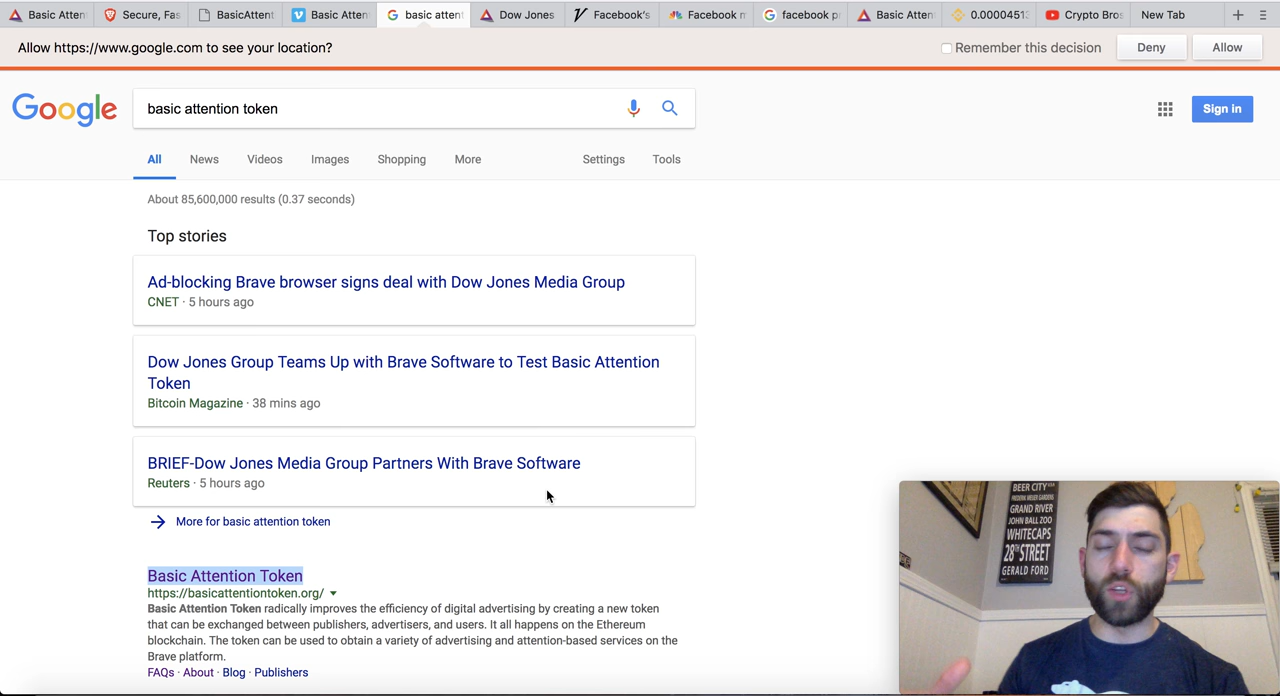 Basic Atten
Secure, Fas
BasicAttent
Basic Atten
basic attent
Dow Jones
Facebook's
Facebook m
facebook p
Basic Atten
0.00004513
Crypto Bros
New Tab
Allow https://www.google.com to see your location?
Remember this decision
Deny
Allow
Google
basic attention token
Sign in
All
News
Videos
Images
Shopping
More
Settings
Tools
About 85,600,000 results (0.37 seconds)
Top stories
Ad-blocking Brave browser signs deal with Dow Jones Media Group
CNET · 5 hours ago
Dow Jones Group Teams Up with Brave Software to Test Basic Attention
Token
Bitcoin Magazine · 38 mins ago
BRIEF-Dow Jones Media Group Partners With Brave Software
Reuters · 5 hours ago
More for basic attention token
Basic Attention Token
https://basicattentiontoken.org/
Basic Attention Token radically improves the efficiency of digital advertising by creating a new token
that can be exchanged between publishers, advertisers, and users. It all happens on the Ethereum
blockchain. The token can be used to obtain a variety of advertising and attention-based services on the
Brave platform.
FAQs · About · Blog · Publishers
BEER CITY
GRAND RIVER
JOHN BALL ZOO
WHITECAPS
28TH STREET
GERALD FORD